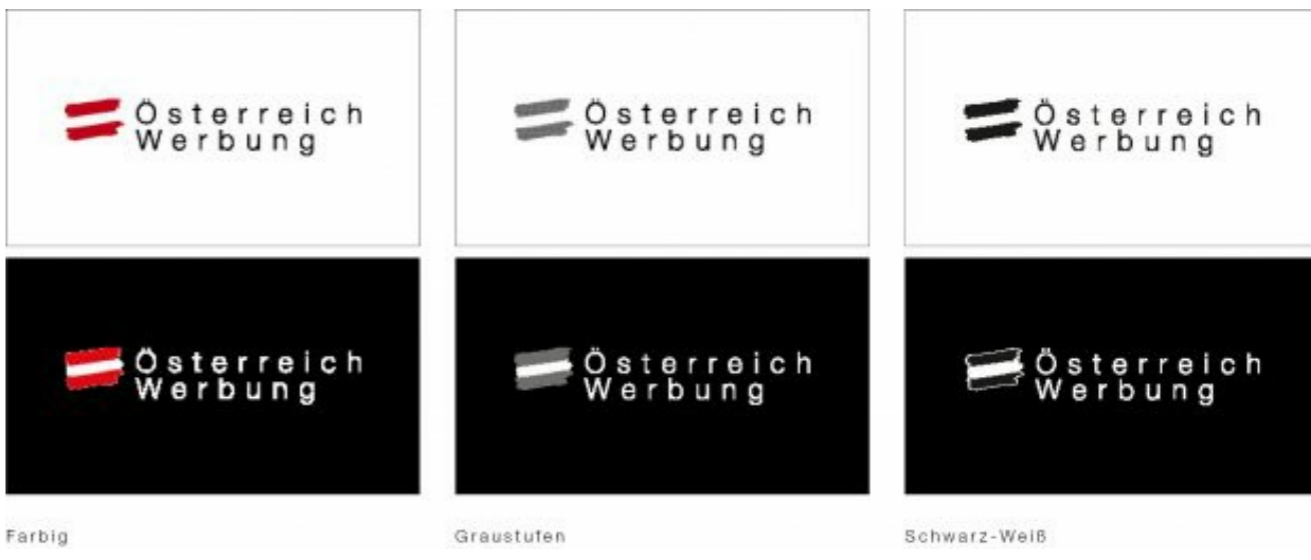 Österreich
Werbung
Österreich
Werbung
Österreich
Werbung
Österreich
Werbung
Österreich
Werbung
Österreich
Werbung
Farbig
Graustufen
Schwarz-Weiß